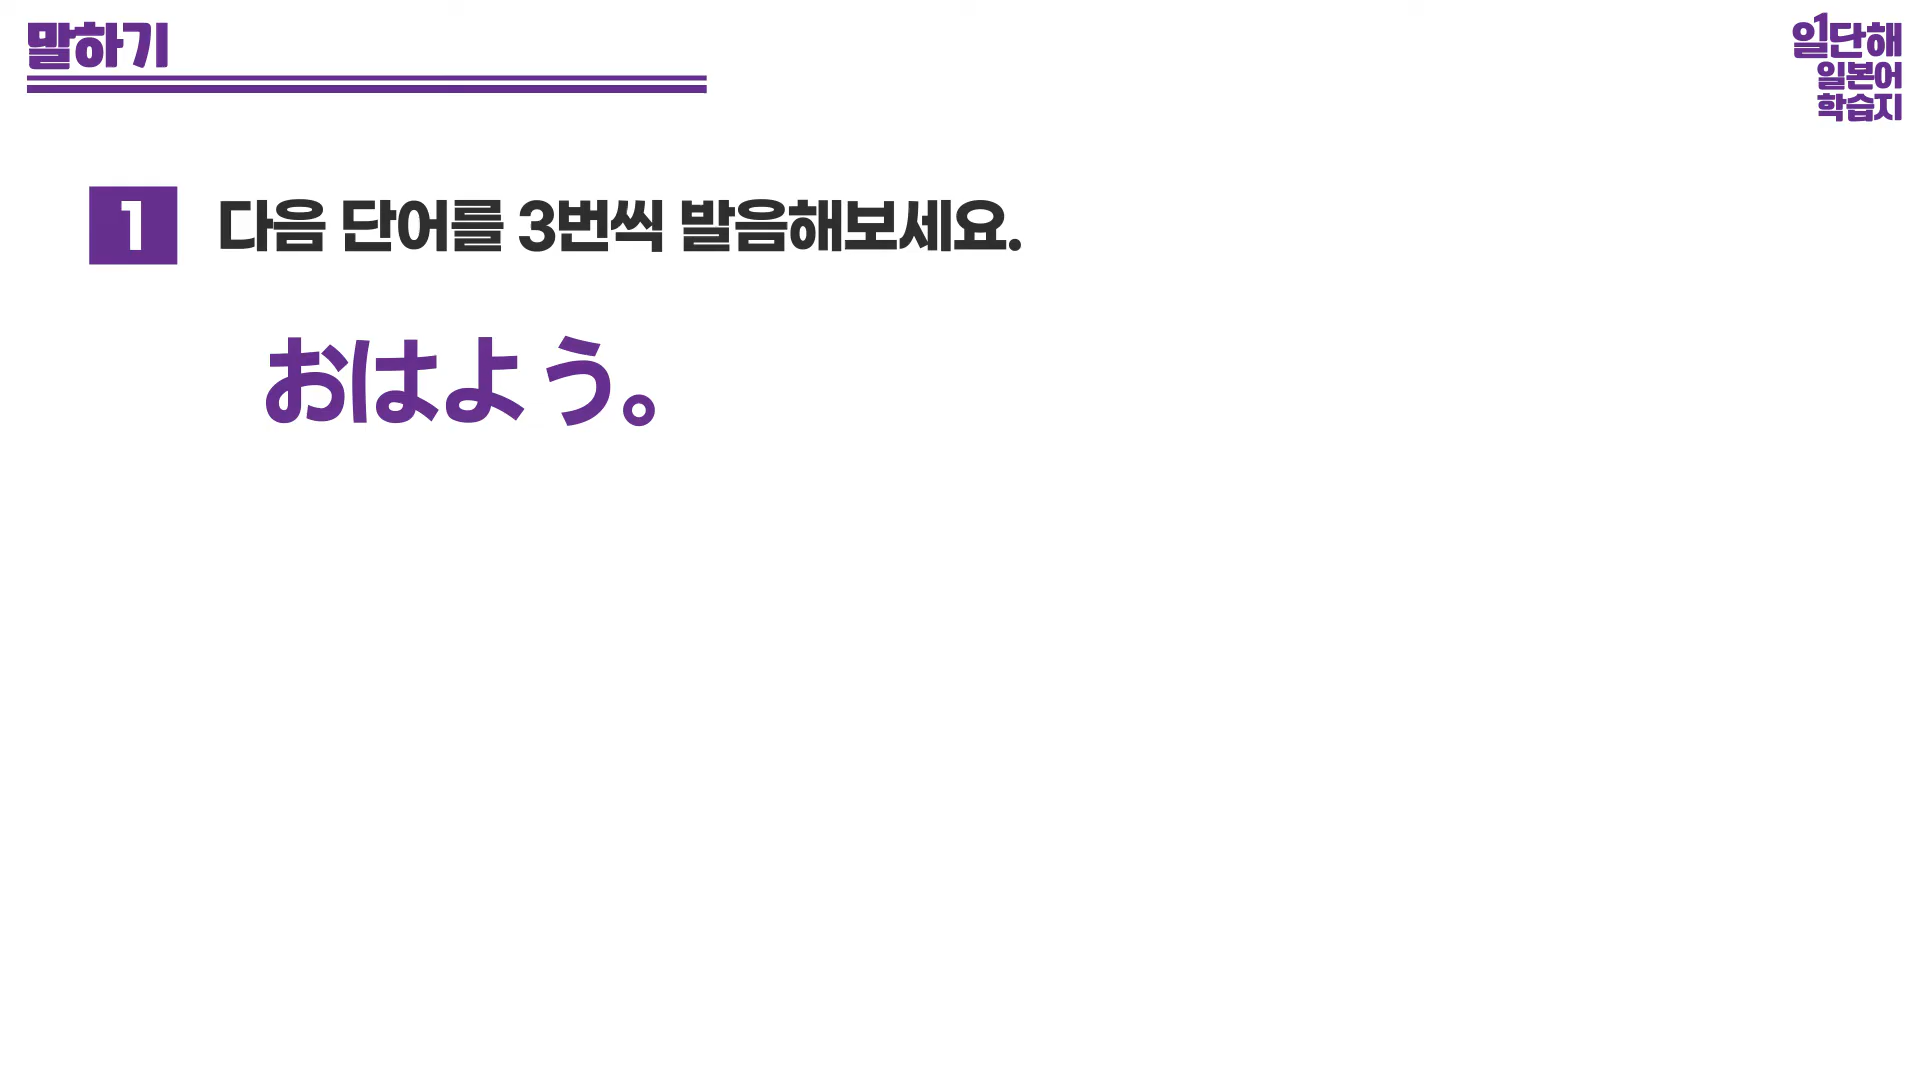 말하기
일단해
일본어
학습지
1 다음 단어를 3번씩 발음해보세요.
おはよう。